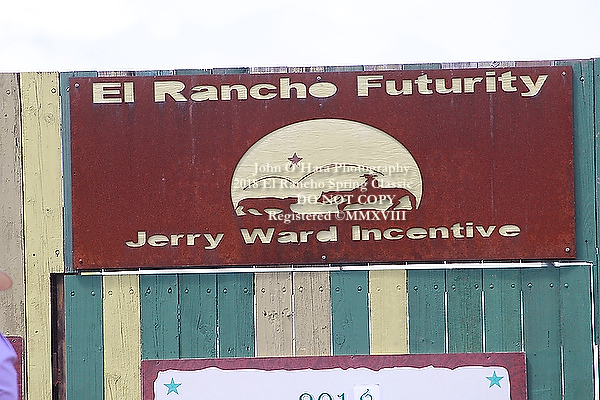 El Rancho Futurity
John O'Hara Photography
2018 El Rancho Spring Classic
DO NOT COPY
Registered ©MMXVIII
Jerry Ward Incentive